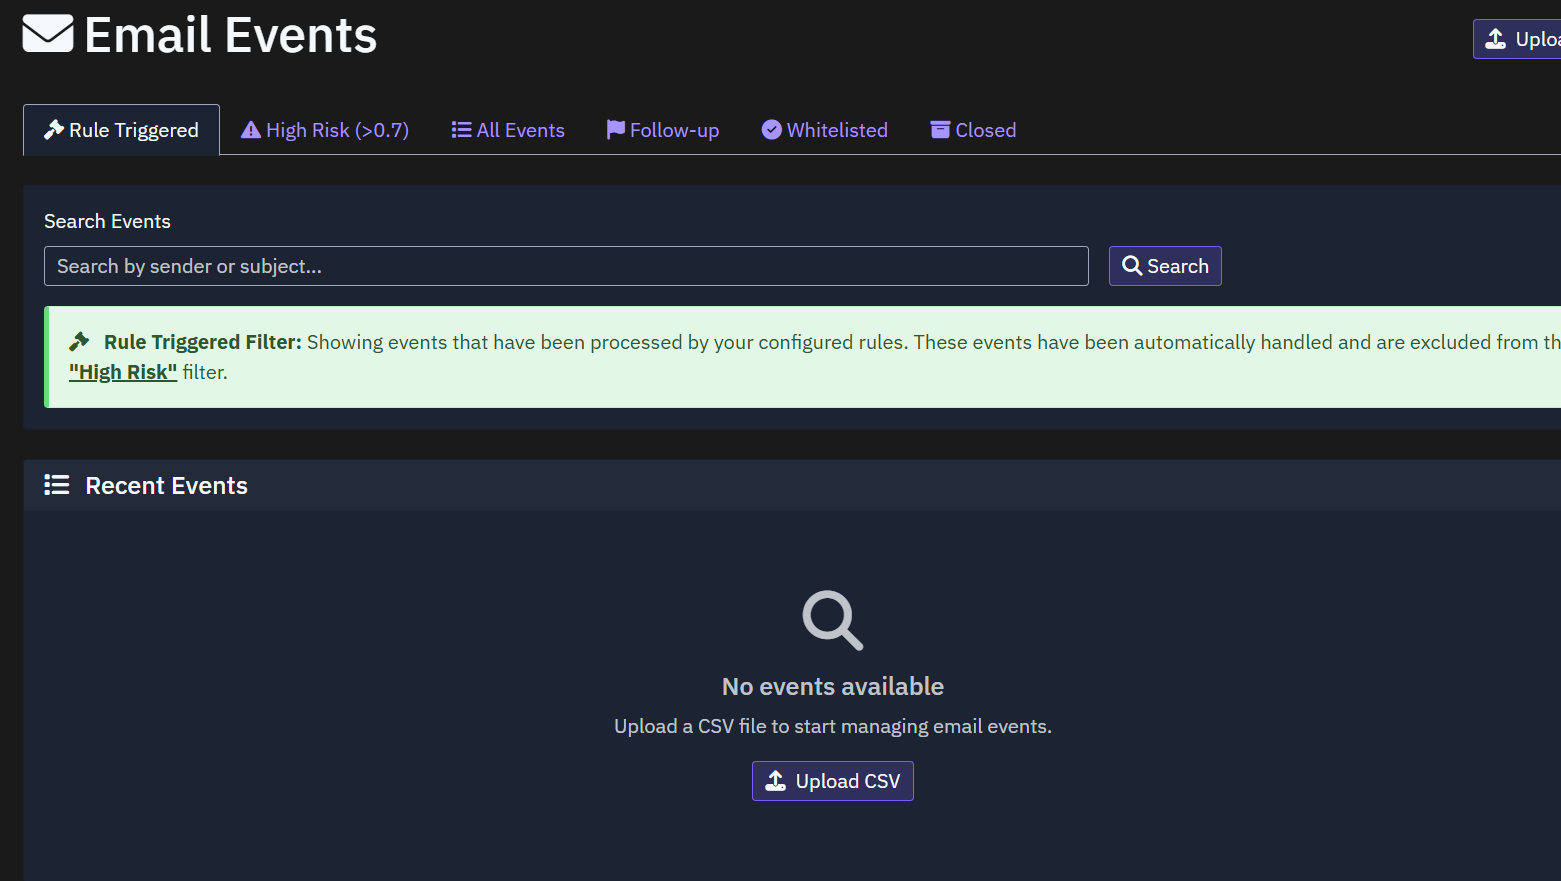 Email Events
Uploa
Rule Triggered
High Risk (>0.7)
All Events
Follow-up
Whitelisted
Closed
Search Events
Search by sender or subject...
Search
Rule Triggered Filter: Showing events that have been processed by your configured rules. These events have been automatically handled and are excluded from th
"High Risk" filter.
Recent Events
No events available
Upload a CSV file to start managing email events.
Upload CSV